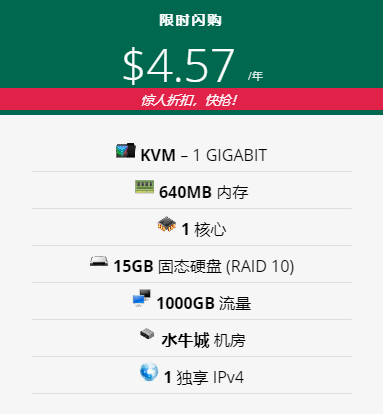 限时闪购
$4.57 /年
惊人折扣，快抢！
KVM – 1 GIGABIT
640MB 内存
1 核心
15GB 固态硬盘 (RAID 10)
1000GB 流量
水牛城 机房
1 独享 IPv4